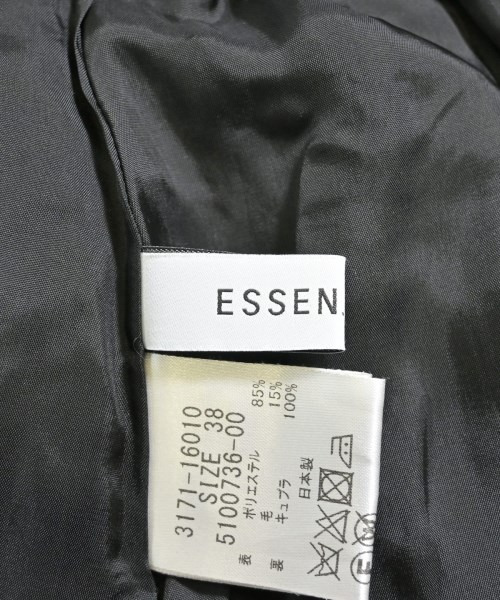 ESSEN.
3171-16010
SIZE 38
5100736-00
表 ポリエステル 85%
毛 15%
裏 キュプラ 100%
日本製
F W